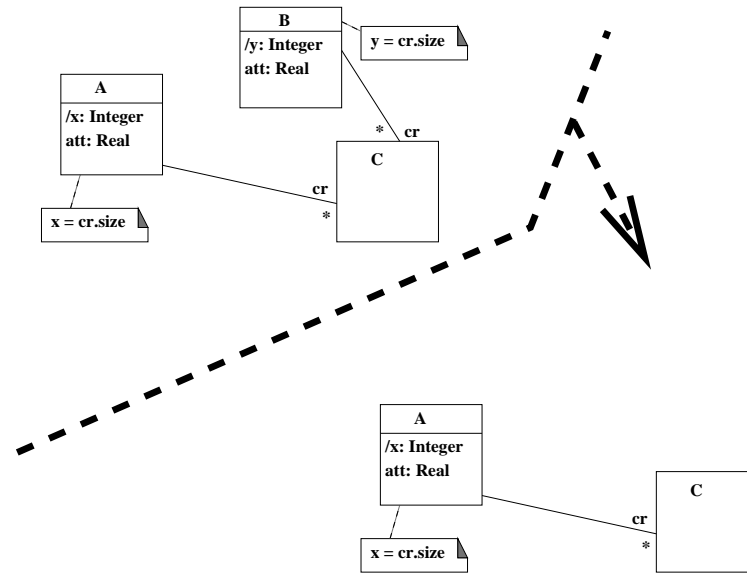 B
/y: Integer
att: Real
y = cr.size
A
/x: Integer
att: Real
* cr
C
cr
*
x = cr.size
A
/x: Integer
att: Real
C
cr
*
x = cr.size